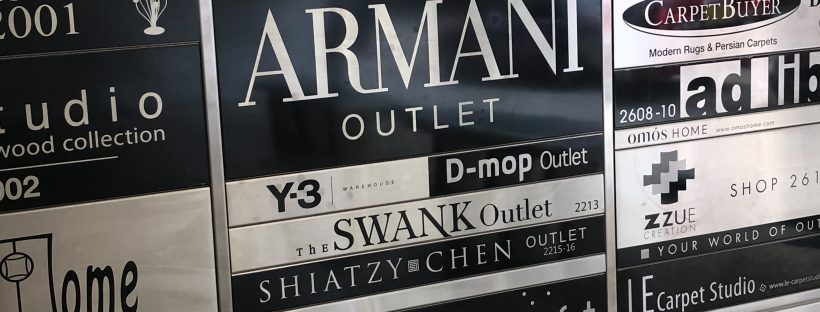 2001
tudio
wood collection
002
ome
ARMANI
OUTLET
Y-3 WAREHOUSE
D-mop Outlet
THE SWANK Outlet 2213
SHIATZY CHEN OUTLET
2215-16
CARPETBUYER
Modern Rugs & Persian Carpets
2608-10 ad lib
omós HOME www.omoshome.com
ZZUE
CREATION
SHOP 261
YOUR WORLD OF OUT
LE Carpet Studio www.le-carpetstudi